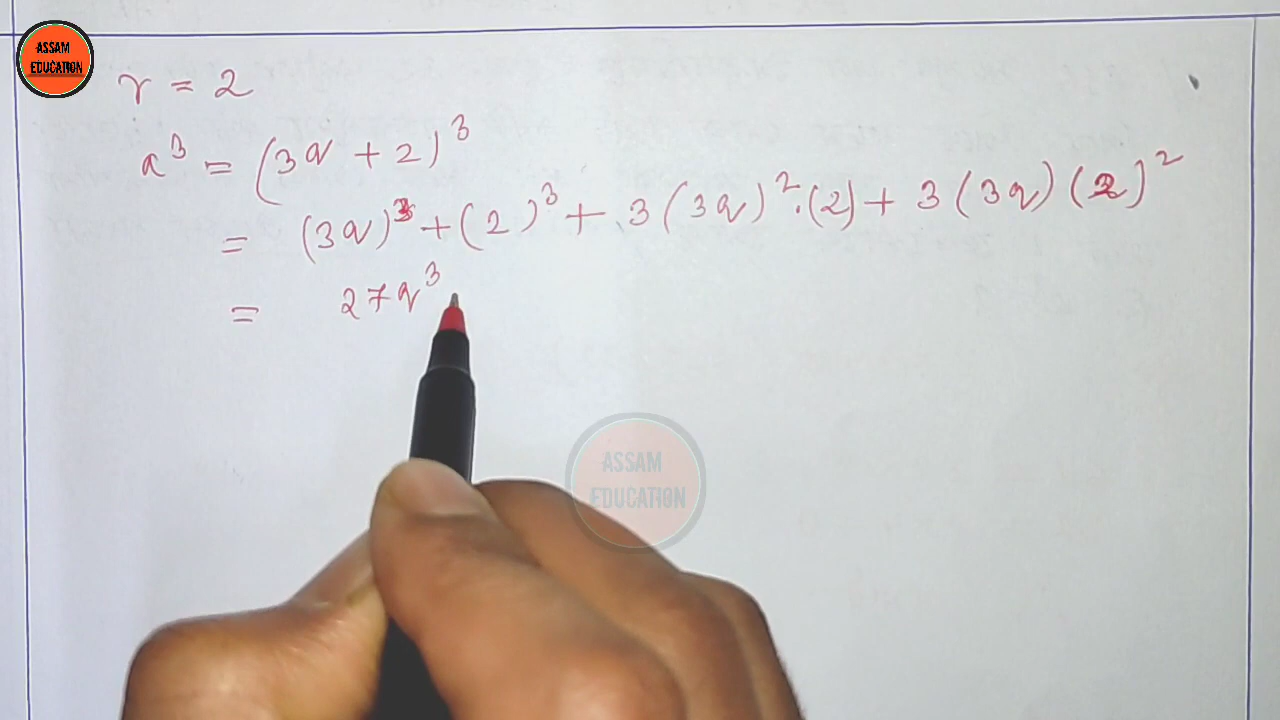 ASSAM
EDUCATION
r = 2
a³ = (3q + 2)³
= (3q)³ + (2)³ + 3(3q)².(2) + 3(3q)(2)²
= 27q³
ASSAM
EDUCATION